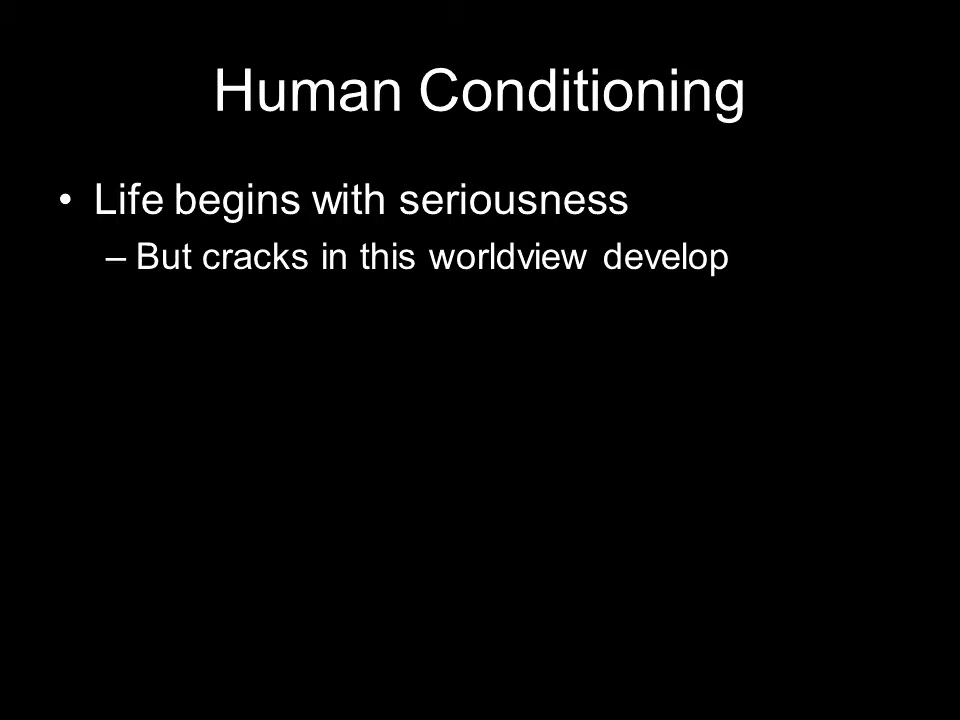 Human Conditioning
• Life begins with seriousness
– But cracks in this worldview develop